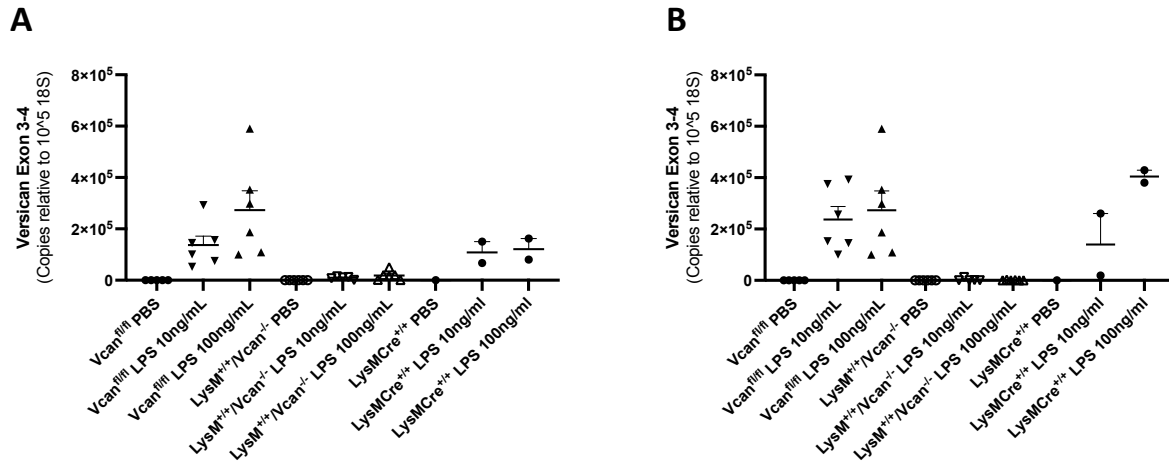 A
Versican Exon 3-4
(Copies relative to 10^5 18S)
8×10⁵
6×10⁵
4×10⁵
2×10⁵
0
Vcanᶠˡ/ᶠˡ PBS
Vcanᶠˡ/ᶠˡ LPS 10ng/mL
Vcanᶠˡ/ᶠˡ LPS 100ng/mL
LysM⁺/⁺/Vcan⁻/⁻ PBS
LysM⁺/⁺/Vcan⁻/⁻ LPS 10ng/mL
LysM⁺/⁺/Vcan⁻/⁻ LPS 100ng/mL
LysMCre⁺/⁺ PBS
LysMCre⁺/⁺ LPS 10ng/ml
LysMCre⁺/⁺ LPS 100ng/ml
B
Versican Exon 3-4
(Copies relative to 10^5 18S)
8×10⁵
6×10⁵
4×10⁵
2×10⁵
0
Vcanᶠˡ/ᶠˡ PBS
Vcanᶠˡ/ᶠˡ LPS 10ng/mL
Vcanᶠˡ/ᶠˡ LPS 100ng/mL
LysM⁺/⁺/Vcan⁻/⁻ PBS
LysM⁺/⁺/Vcan⁻/⁻ LPS 10ng/mL
LysM⁺/⁺/Vcan⁻/⁻ LPS 100ng/mL
LysMCre⁺/⁺ PBS
LysMCre⁺/⁺ LPS 10ng/ml
LysMCre⁺/⁺ LPS 100ng/ml